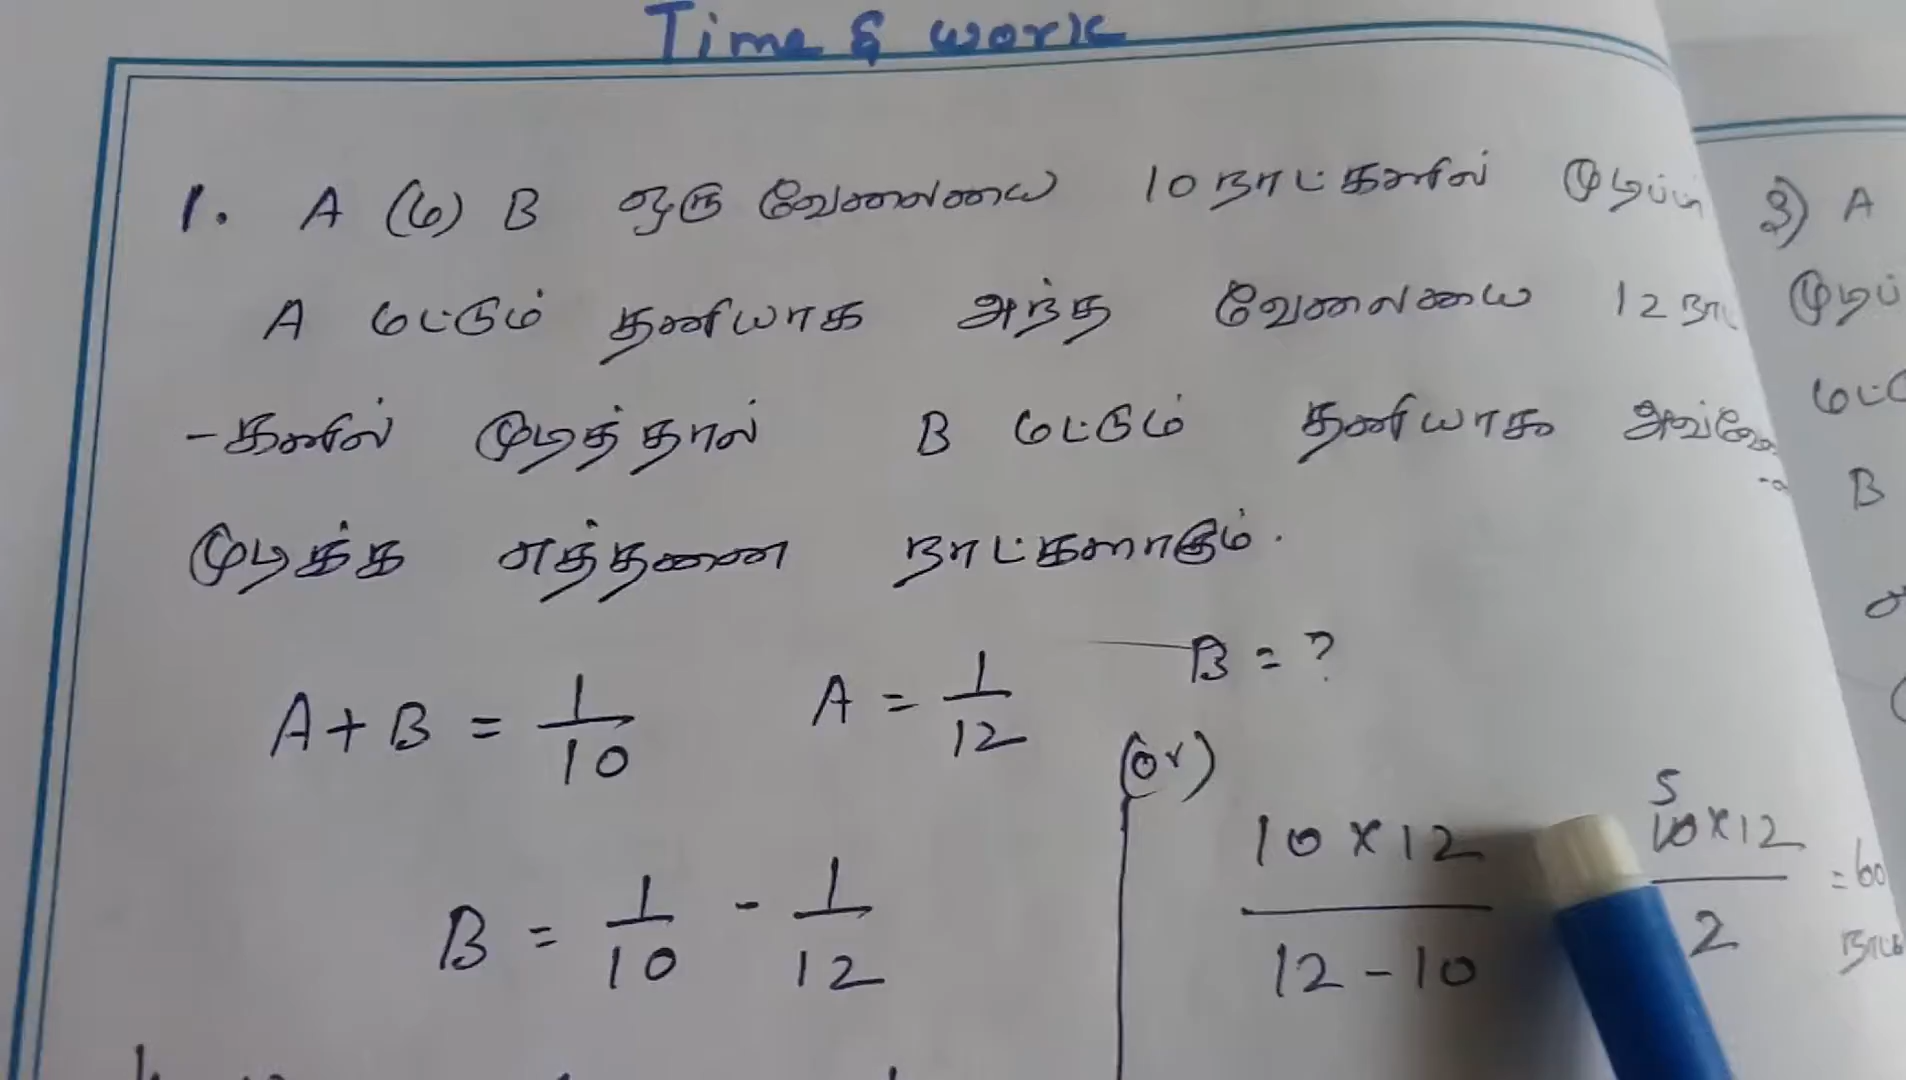 Time & work
1. A (ம) B ஒரு வேலையை 10 நாட்களில்
A மட்டும் தனியாக அந்த வேலையை 12 நாட்
-களில் முடித்தால் B மட்டும் தனியாக
முடிக்க எத்தனை நாட்களாகும்.
A + B = 1/10 A = 1/12 B = ?
B = 1/10 - 1/12
(or)
10 x 12 / 12 - 10
5
10 x 12 / 2 = 60
3) A
B